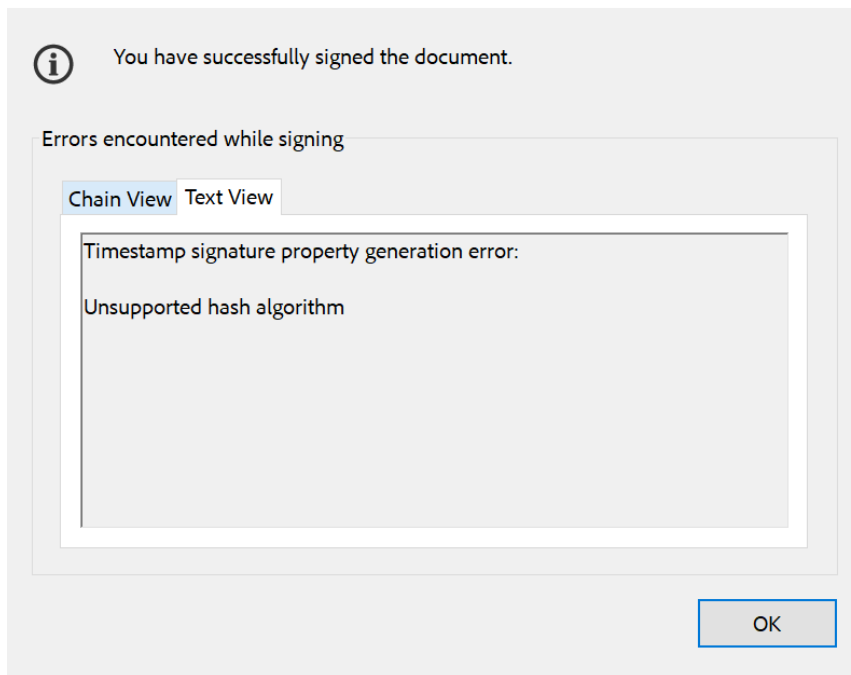 You have successfully signed the document.
Errors encountered while signing
Chain View
Text View
Timestamp signature property generation error:
Unsupported hash algorithm
OK